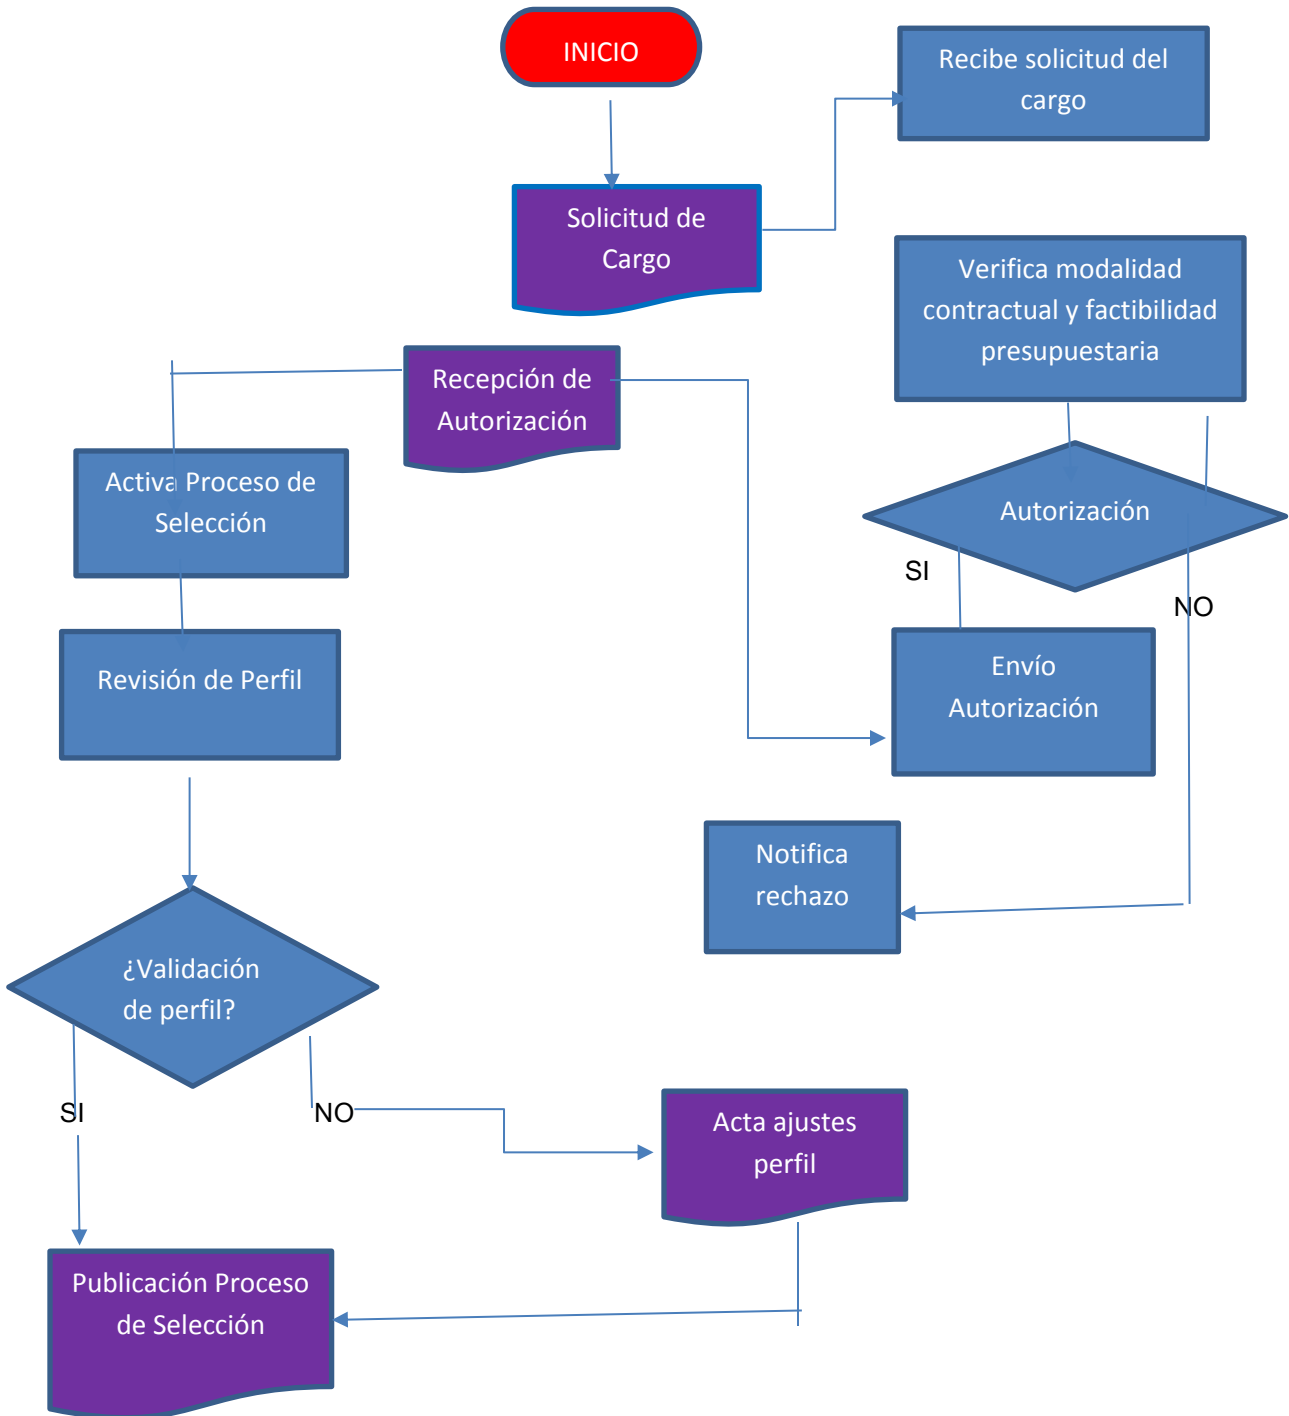 INICIO
Recibe solicitud del
cargo
Solicitud de
Cargo
Verifica modalidad
contractual y factibilidad
presupuestaria
Recepción de
Autorización
Activa Proceso de
Selección
Autorización
SI
NO
Revisión de Perfil
Envío
Autorización
Notifica
rechazo
¿Validación
de perfil?
SI
NO
Acta ajustes
perfil
Publicación Proceso
de Selección